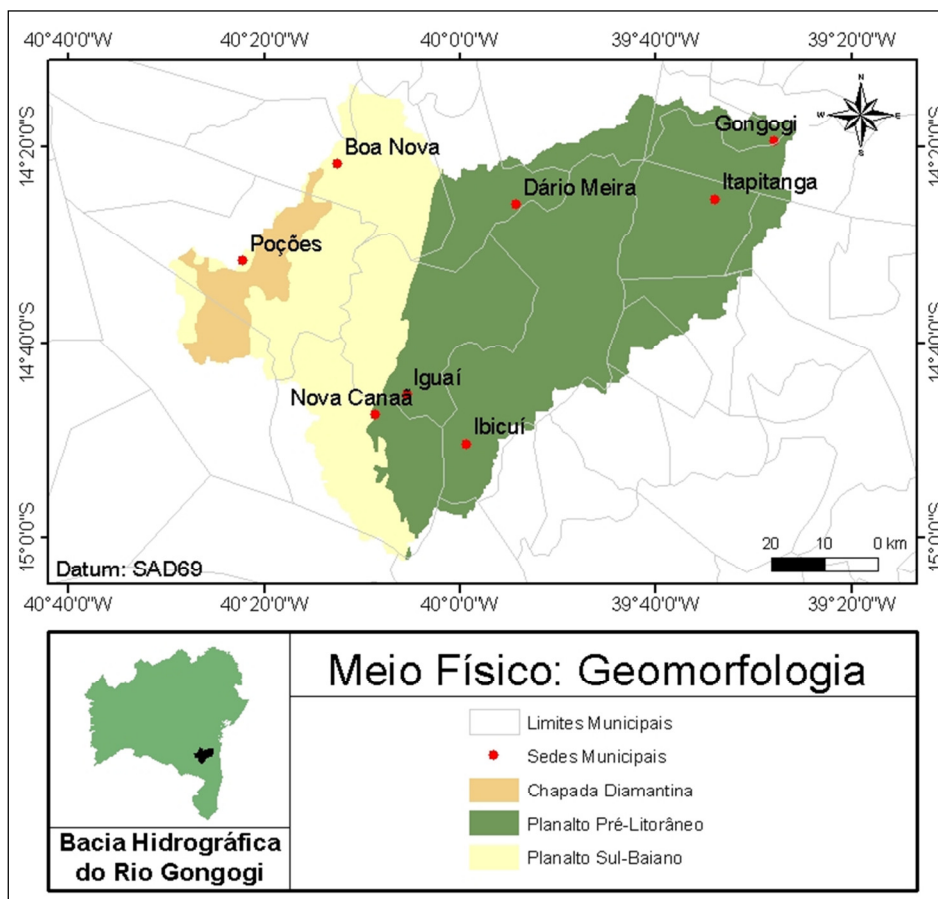 40°40'0"W 40°20'0"W 40°0'0"W 39°40'0"W 39°20'0"W
14°20'0"S
14°40'0"S
15°0'0"S
N
W E
S
Gongogi
14°20'0"S
Boa Nova
Itapitanga
Dário Meira
Poções
14°40'0"S
Iguaí
Nova Canaã
Ibicuí
15°0'0"S
20 10 0 km
Datum: SAD69
40°40'0"W 40°20'0"W 40°0'0"W 39°40'0"W 39°20'0"W
Meio Físico: Geomorfologia
Limites Municipais
Sedes Municipais
Chapada Diamantina
Planalto Pré-Litorâneo
Planalto Sul-Baiano
Bacia Hidrográfica
do Rio Gongogi